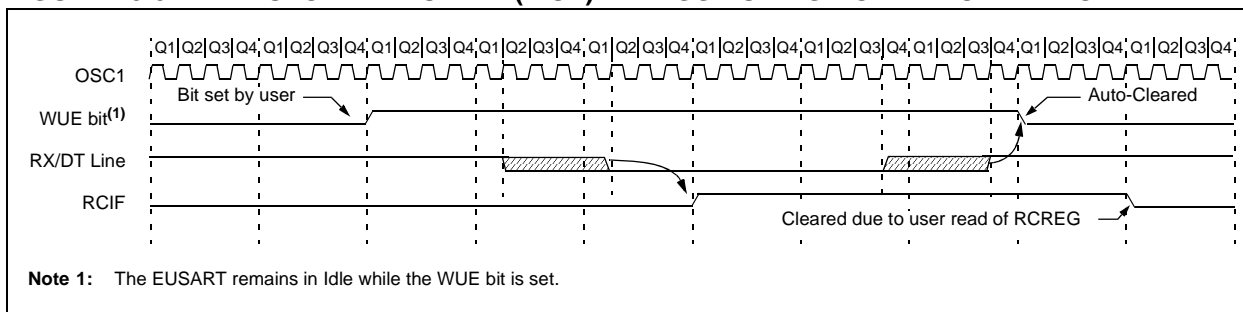 Q1|Q2|Q3|Q4|Q1|Q2|Q3|Q4|Q1|Q2|Q3|Q4|Q1|Q2|Q3|Q4|Q1|Q2|Q3|Q4|Q1|Q2|Q3|Q4|Q1|Q2|Q3|Q4|Q1|Q2|Q3|Q4|Q1|Q2|Q3|Q4|Q1|Q2|Q3|Q4
OSC1
Bit set by user
Auto-Cleared
WUE bit(1)
RX/DT Line
RCIF
Cleared due to user read of RCREG
Note 1: The EUSART remains in Idle while the WUE bit is set.